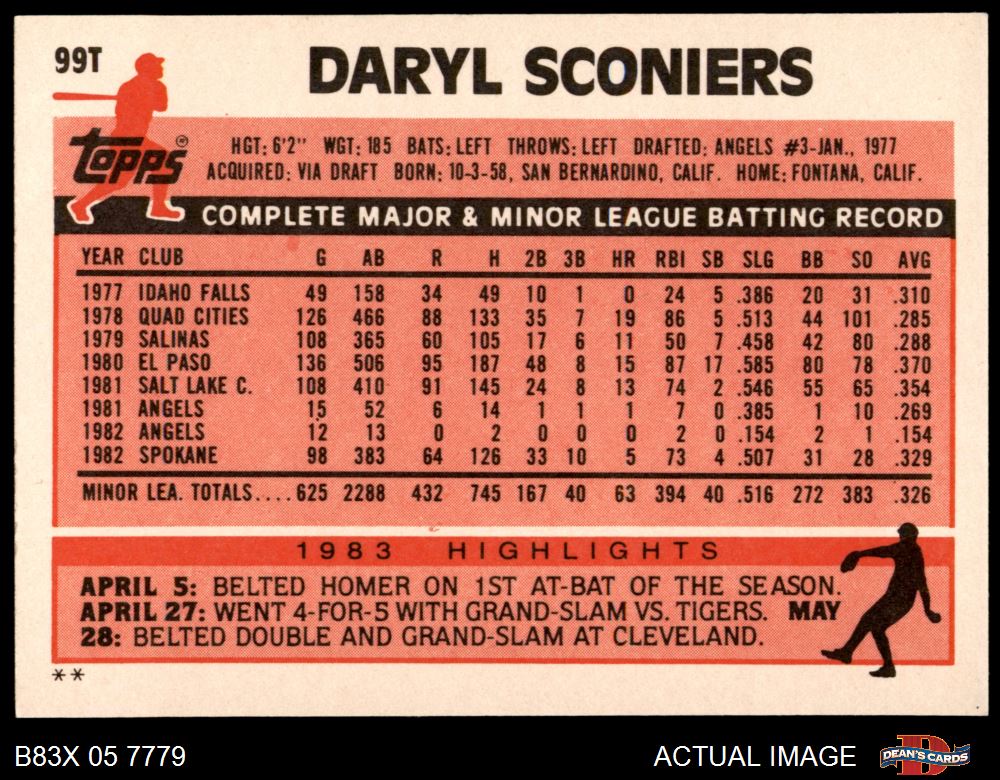 99T
DARYL SCONIERS
topps®
HGT: 6'2" WGT: 185 BATS: LEFT THROWS: LEFT DRAFTED: ANGELS #3-JAN., 1977
ACQUIRED: VIA DRAFT BORN: 10-3-58, SAN BERNARDINO, CALIF. HOME: FONTANA, CALIF.
COMPLETE MAJOR & MINOR LEAGUE BATTING RECORD
YEAR CLUB G AB R H 2B 3B HR RBI SB SLG BB SO AVG
1977 IDAHO FALLS 49 158 34 49 10 1 0 24 5 .386 20 31 .310
1978 QUAD CITIES 126 466 88 133 35 7 19 86 5 .513 44 101 .285
1979 SALINAS 108 365 60 105 17 6 11 50 7 .458 42 80 .288
1980 EL PASO 136 506 95 187 48 8 15 87 17 .585 80 78 .370
1981 SALT LAKE C. 108 410 91 145 24 8 13 74 2 .546 55 65 .354
1981 ANGELS 15 52 6 14 1 1 1 7 0 .385 1 10 .269
1982 ANGELS 12 13 0 2 0 0 0 2 0 .154 2 1 .154
1982 SPOKANE 98 383 64 126 33 10 5 73 4 .507 31 28 .329
MINOR LEA. TOTALS.... 625 2288 432 745 167 40 63 394 40 .516 272 383 .326
1983 HIGHLIGHTS
APRIL 5: BELTED HOMER ON 1ST AT-BAT OF THE SEASON.
APRIL 27: WENT 4-FOR-5 WITH GRAND-SLAM VS. TIGERS. MAY
28: BELTED DOUBLE AND GRAND-SLAM AT CLEVELAND.
**
B83X 05 7779 ACTUAL IMAGE DEAN'S CARDS